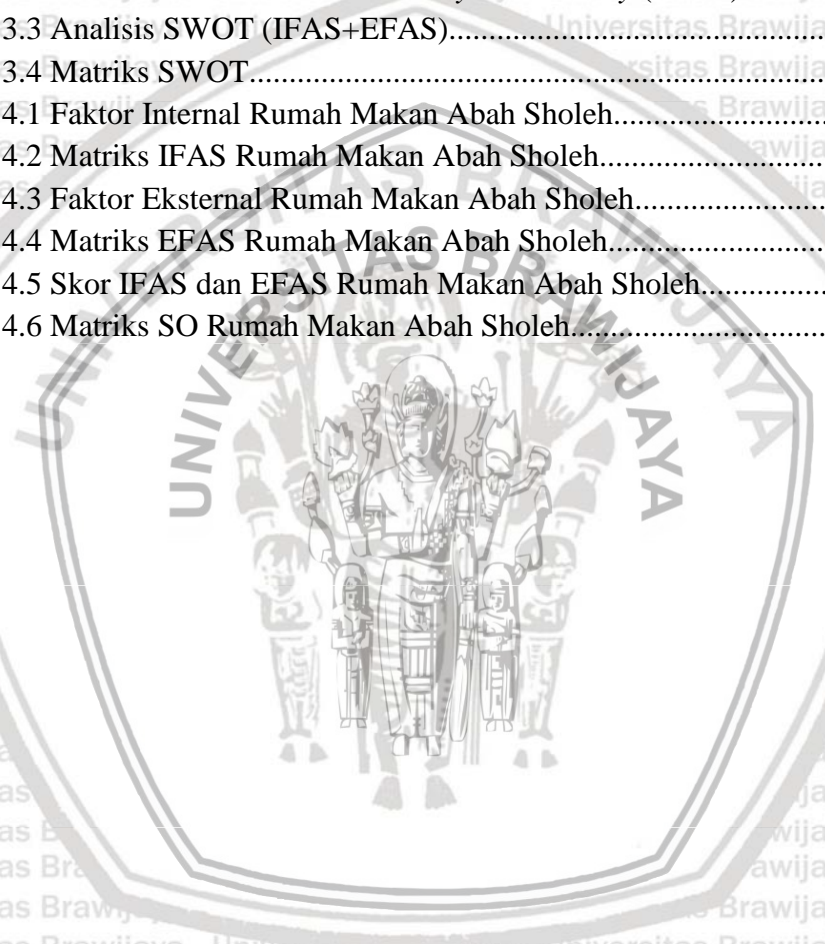 3.3 Analisis SWOT (IFAS+EFAS)..........................................
3.4 Matriks SWOT..........................................................................
4.1 Faktor Internal Rumah Makan Abah Sholeh...........................
4.2 Matriks IFAS Rumah Makan Abah Sholeh............................
4.3 Faktor Eksternal Rumah Makan Abah Sholeh........................
4.4 Matriks EFAS Rumah Makan Abah Sholeh...........................
4.5 Skor IFAS dan EFAS Rumah Makan Abah Sholeh...............
4.6 Matriks SO Rumah Makan Abah Sholeh................................
UNIVERSITAS BRAWIJAYA